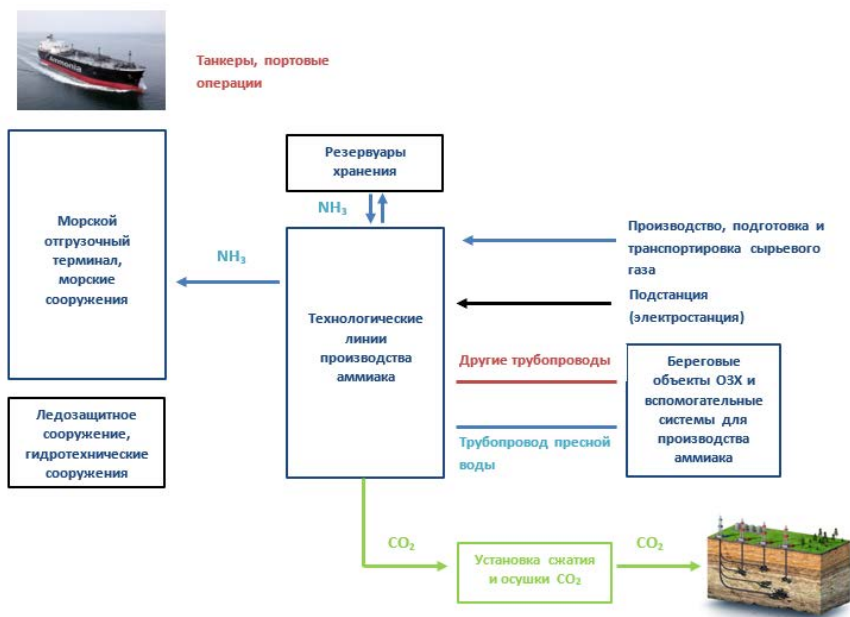 Ammonia
Танкеры, портовые
операции
Резервуары
хранения
NH₃
Морской
отгрузочный
терминал,
морские
сооружения
NH₃
Технологические
линии
производства
аммиака
Производство, подготовка и
транспортировка сырьевого
газа
Подстанция
(электростанция)
Другие трубопроводы
Береговые
объекты ОЗХ и
вспомогательные
системы для
производства
аммиака
Трубопровод пресной
воды
Ледозащитное
сооружение,
гидротехнические
сооружения
CO₂
Установка сжатия
и осушки CO₂
CO₂